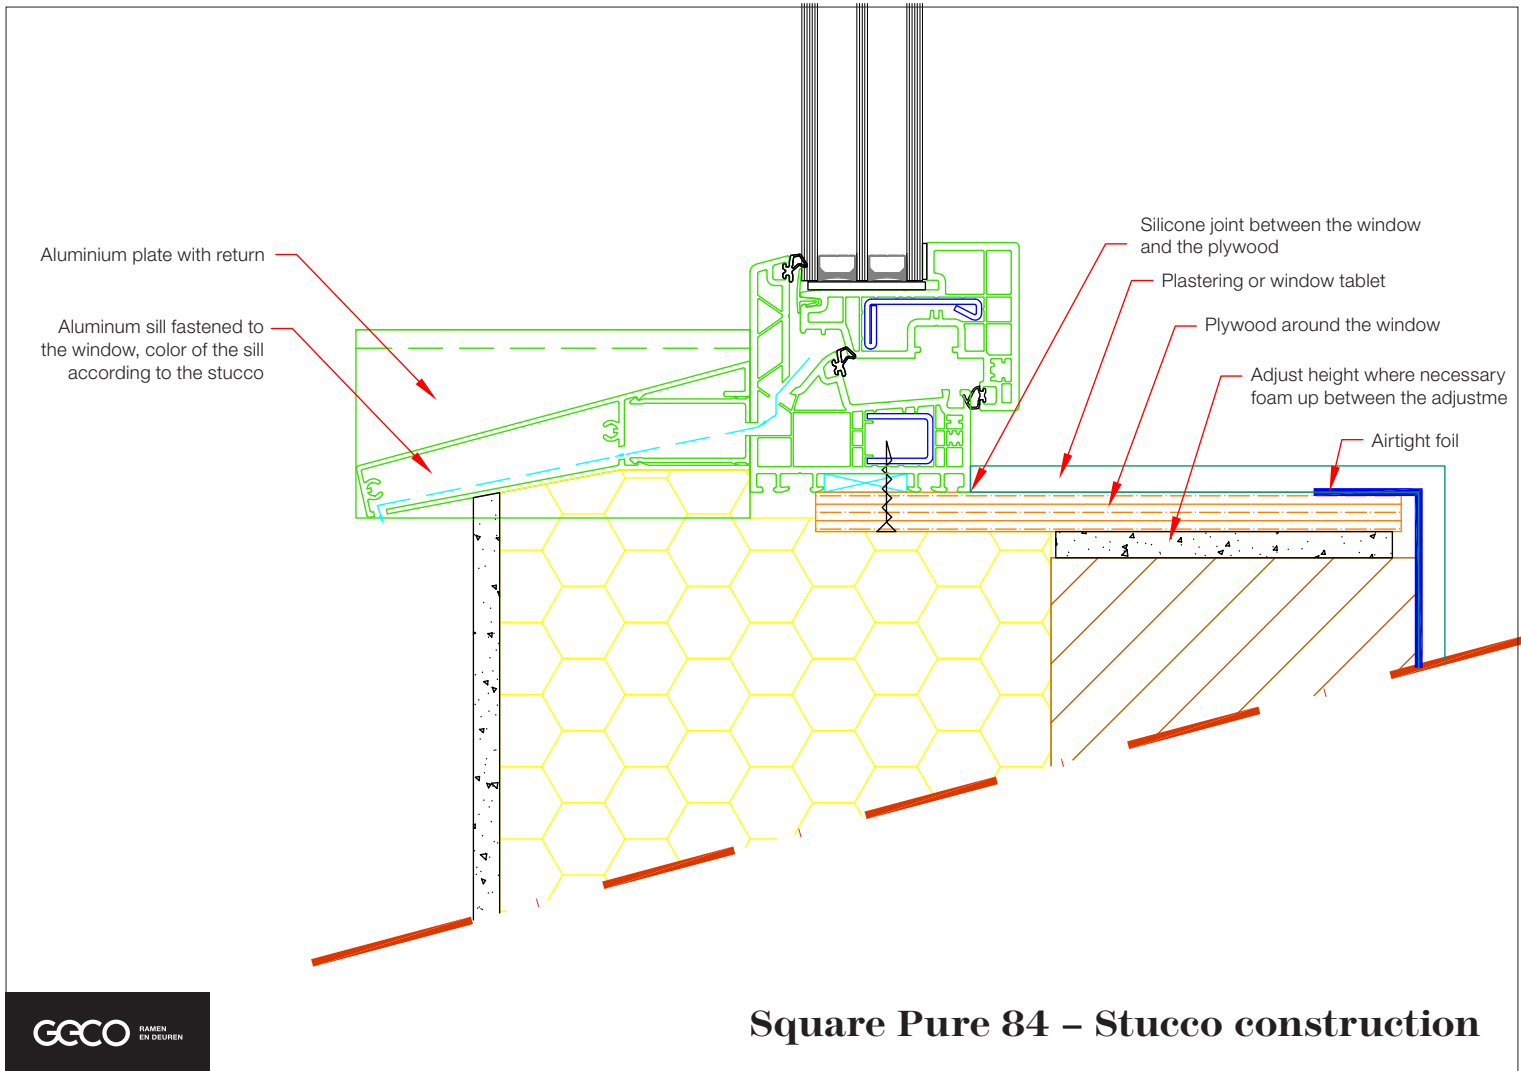 Aluminium plate with return
Aluminum sill fastened to
the window, color of the sill
according to the stucco
Silicone joint between the window
and the plywood
Plastering or window tablet
Plywood around the window
Adjust height where necessary
foam up between the adjustme
Airtight foil
GECO RAMEN
EN DEUREN
Square Pure 84 – Stucco construction